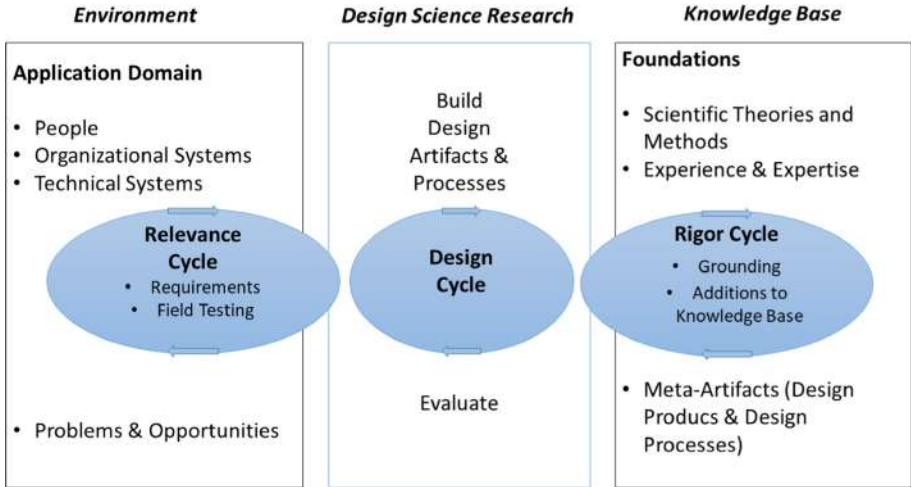 Environment
Design Science Research
Knowledge Base
Application Domain
• People
• Organizational Systems
• Technical Systems
Relevance
Cycle
• Requirements
• Field Testing
• Problems & Opportunities
Build
Design
Artifacts &
Processes
Design
Cycle
Evaluate
Foundations
• Scientific Theories and
Methods
• Experience & Expertise
Rigor Cycle
• Grounding
• Additions to
Knowledge Base
• Meta-Artifacts (Design
Producs & Design
Processes)